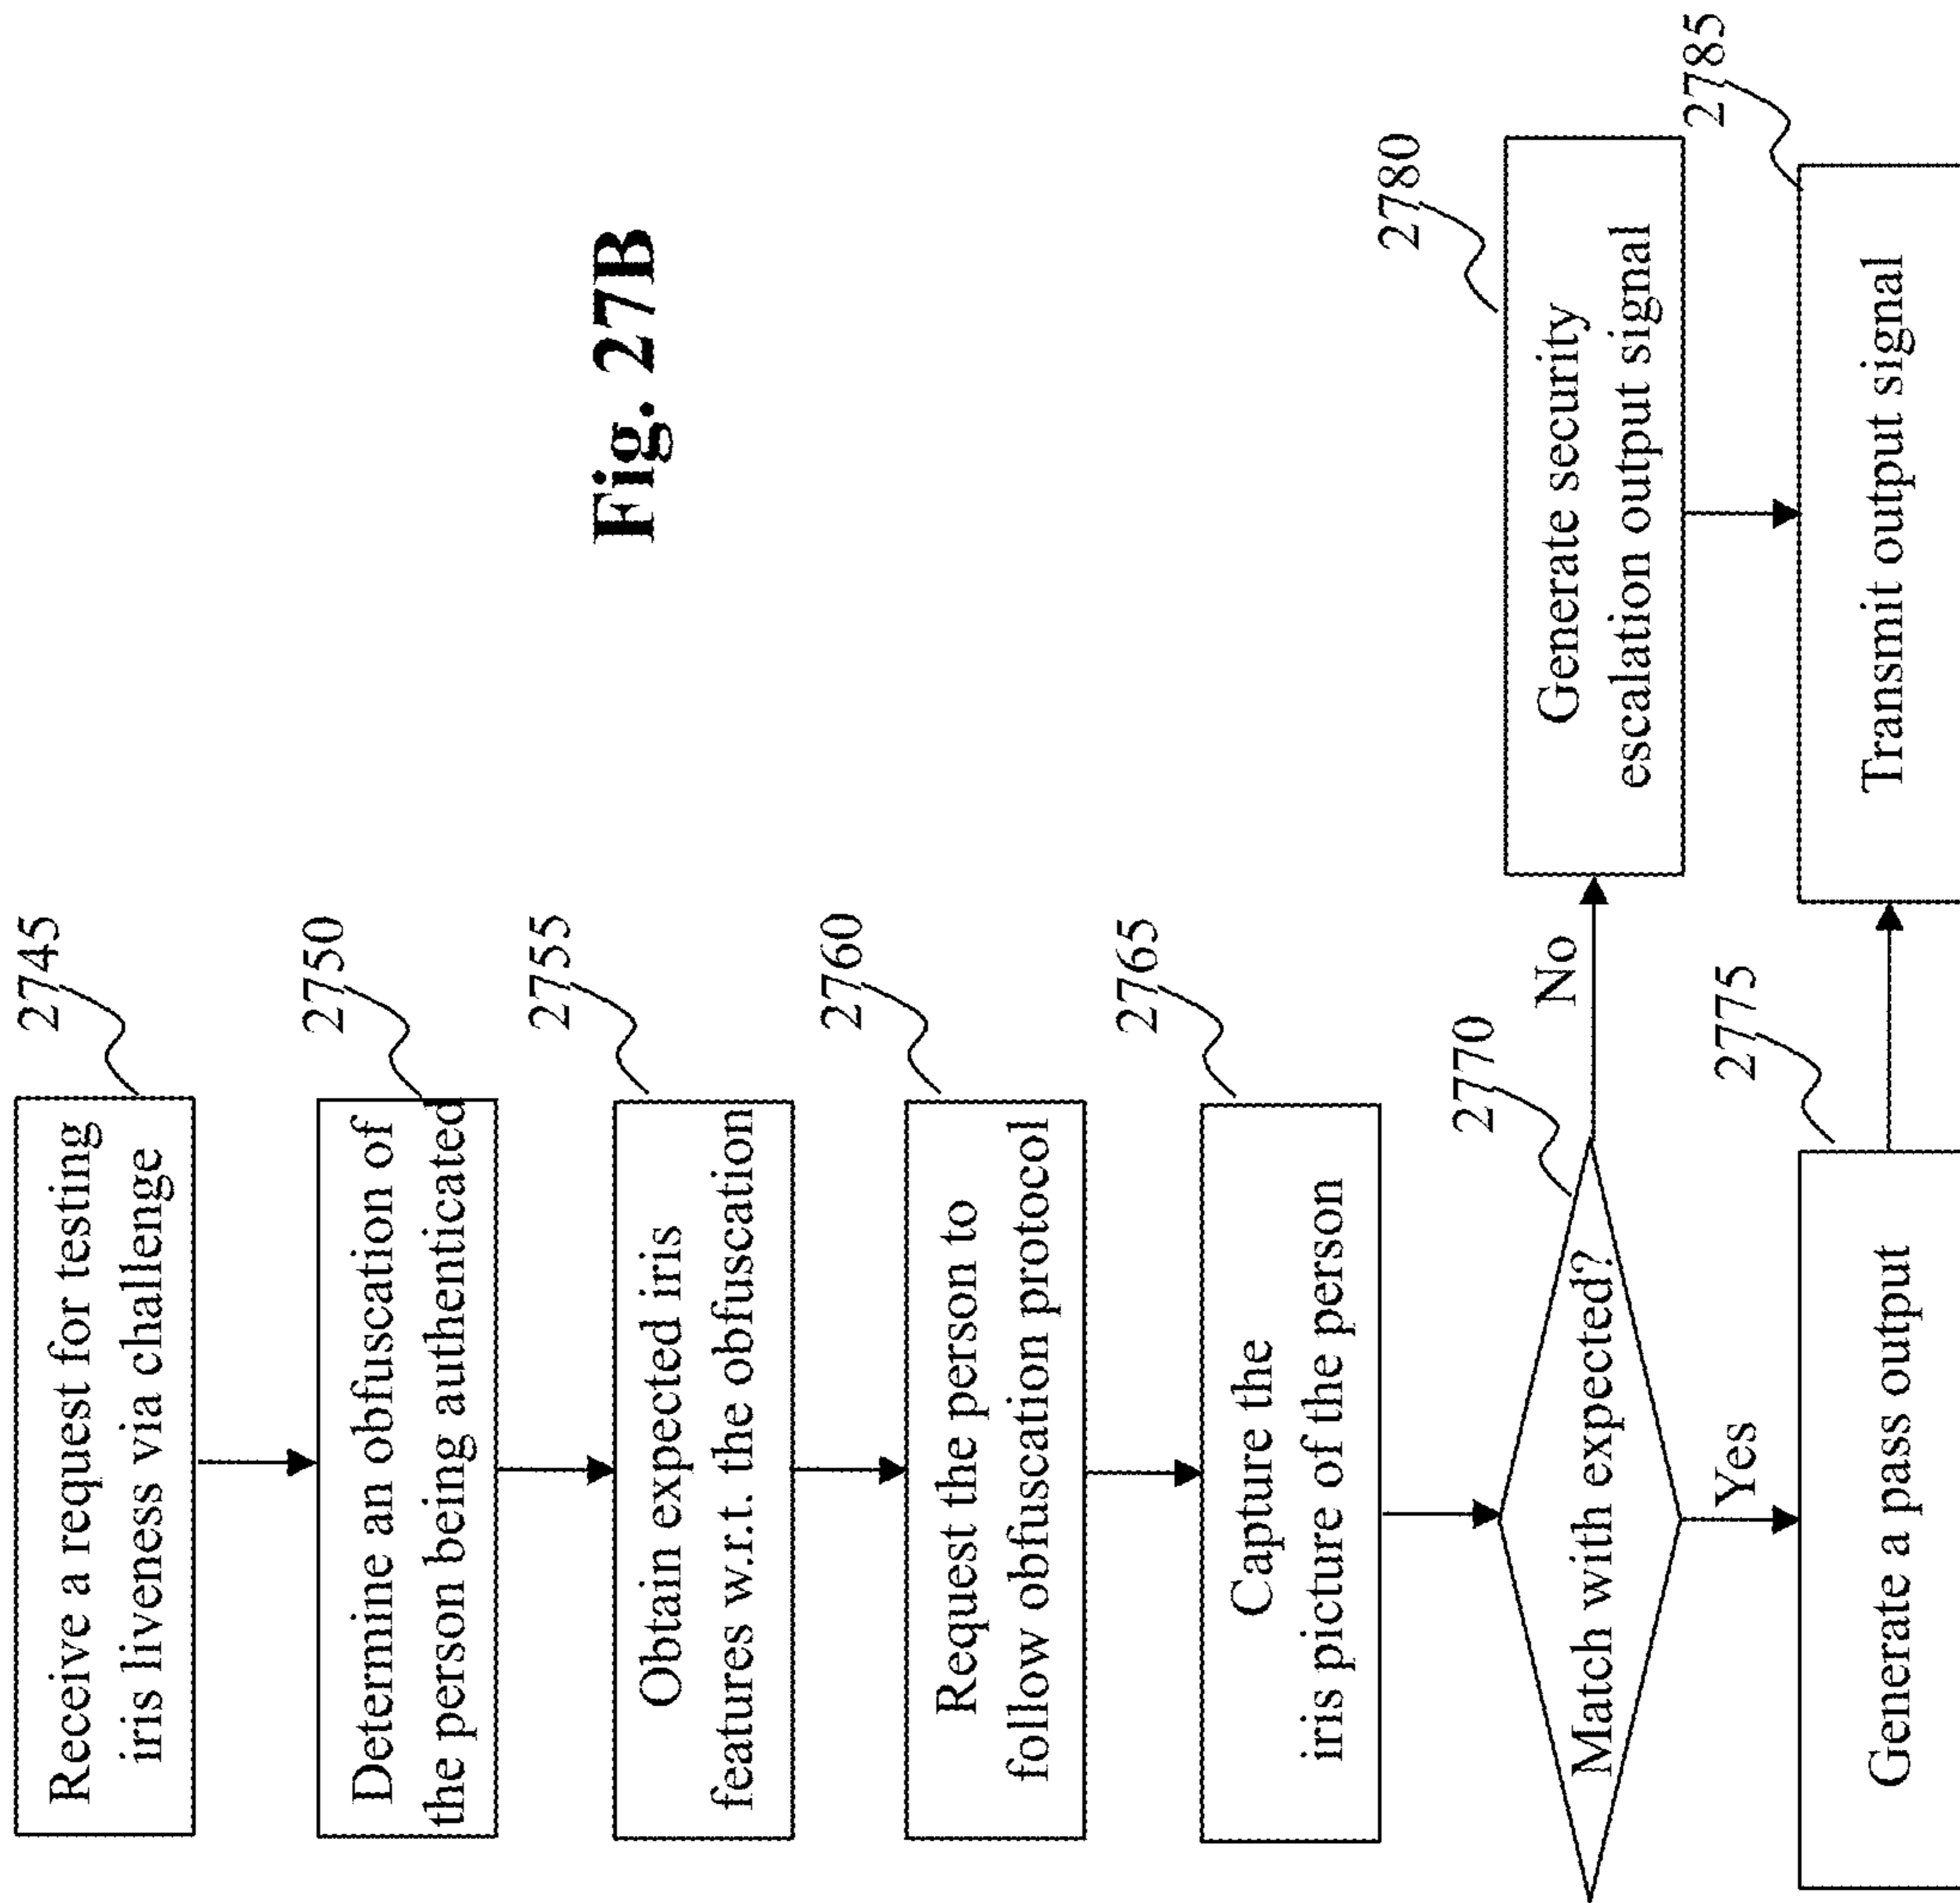 2745
Receive a request for testing
iris liveness via challenge
2750
Determine an obfuscation of
the person being authenticated
2755
Obtain expected iris
features w.r.t. the obfuscation
2760
Request the person to
follow obfuscation protocol
2765
Capture the
iris picture of the person
2770
Match with expected?
No
Yes
2775
Generate a pass output
2780
Generate security
escalation output signal
2785
Transmit output signal
Fig. 27B